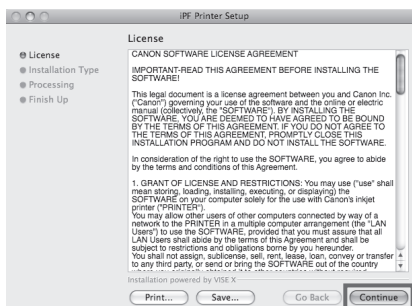 iPF Printer Setup
License
License
Installation Type
Processing
Finish Up
CANON SOFTWARE LICENSE AGREEMENT
IMPORTANT-READ THIS AGREEMENT BEFORE INSTALLING THE
SOFTWARE!
This legal document is a license agreement between you and Canon Inc.
("Canon") governing your use of the software and the online or electric
manual (collectively, the "SOFTWARE"). BY INSTALLING THE
SOFTWARE, YOU ARE DEEMED TO HAVE AGREED TO BE BOUND
BY THE TERMS OF THIS AGREEMENT. IF YOU DO NOT AGREE TO
THE TERMS OF THIS AGREEMENT, PROMPTLY CLOSE THIS
INSTALLATION PROGRAM AND DO NOT INSTALL THE SOFTWARE.
In consideration of the right to use the SOFTWARE, you agree to abide
by the terms and conditions of this Agreement.
1. GRANT OF LICENSE AND RESTRICTIONS: You may use ("use" shall
mean storing, loading, installing, executing, or displaying) the
SOFTWARE on your computer solely for the use with Canon's inkjet
printer ("PRINTER").
You may allow other users of other computers connected by way of a
network to the PRINTER in a multiple computer arrangement (the "LAN
Users") to use the SOFTWARE, provided that you must assure that all
LAN Users shall abide by the terms of this Agreement and shall be
subject to restrictions and obligations borne by you hereunder.
You shall not assign, sublicense, sell, rent, lease, loan, convey or transfer
to any third party, or send or bring the SOFTWARE out of the country
where you originally obtained it to other countries without required
Installation powered by VISE X
Print...
Save...
Go Back
Continue